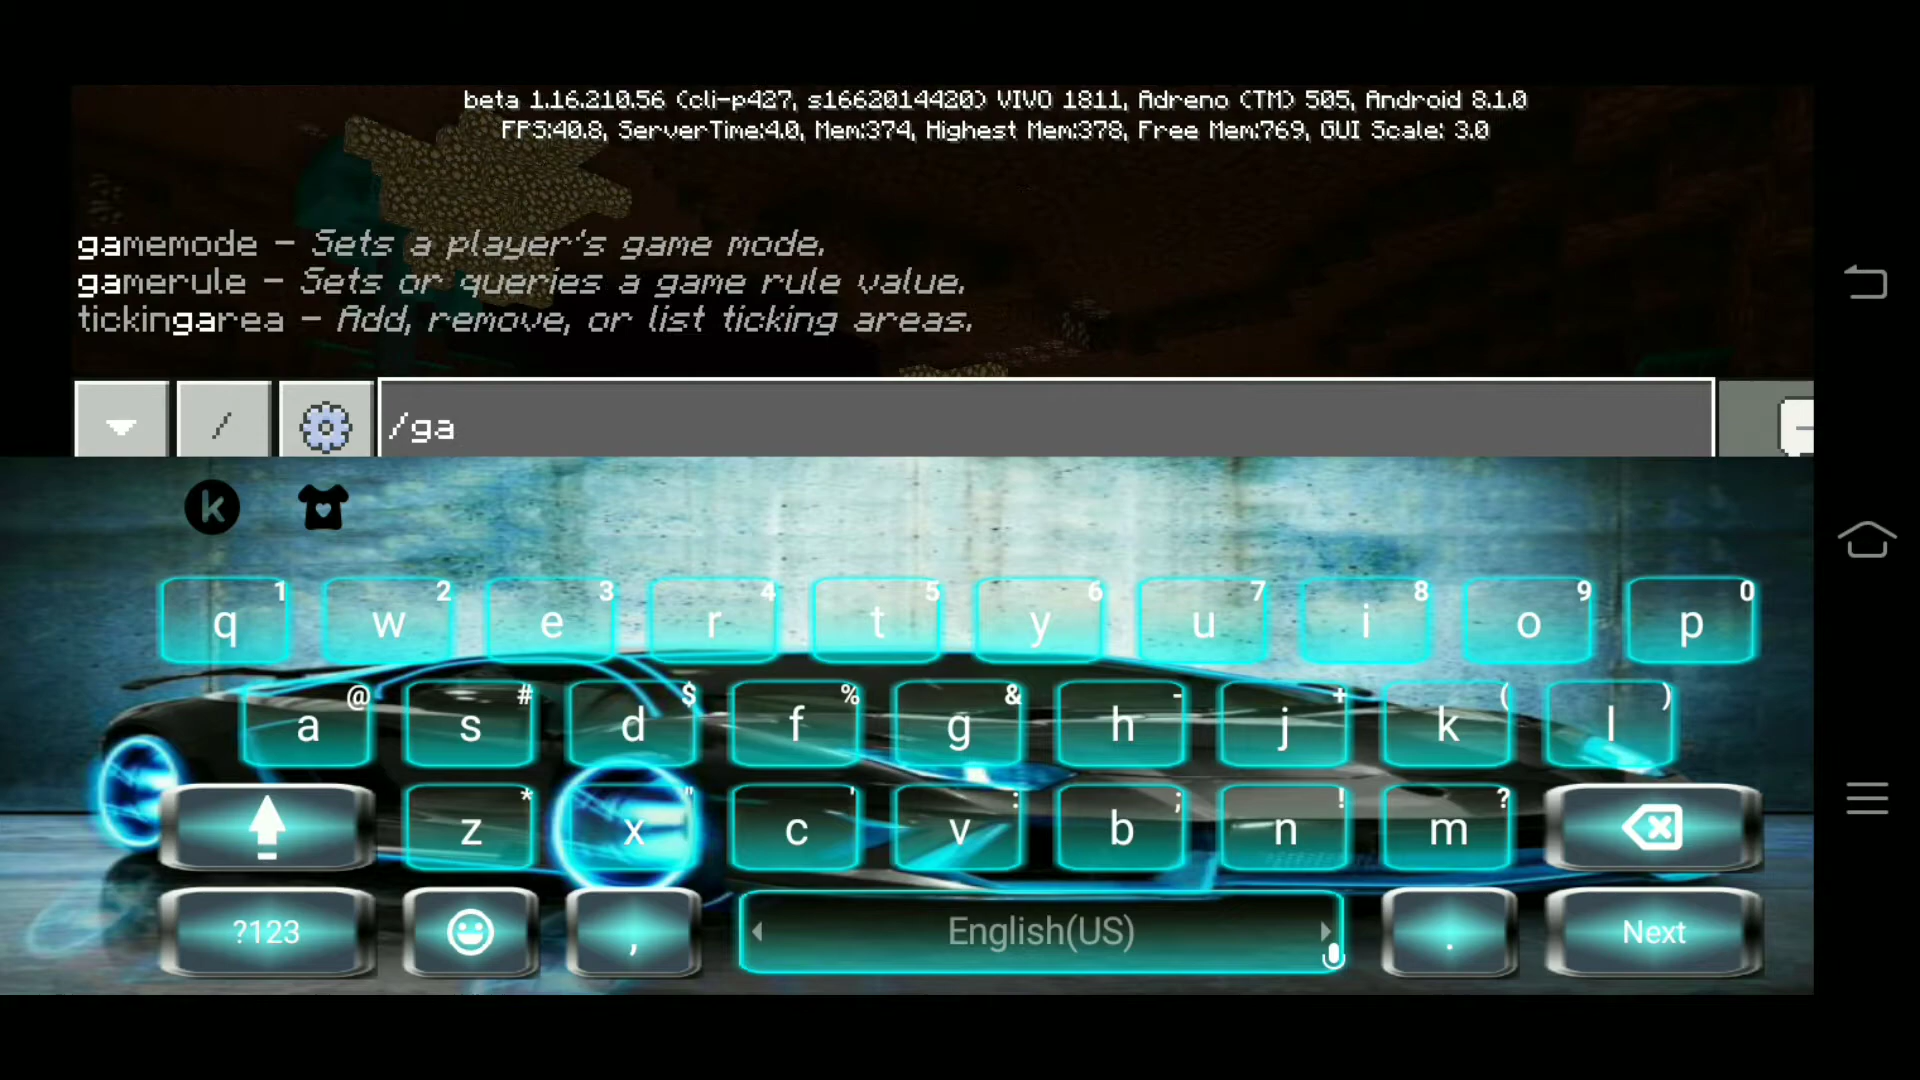 beta 1.16.210.56 (cli-p427, s1662014420) VIVO 1811, Adreno (TM) 505, Android 8.1.0
FPS:40.8, ServerTime:4.0, Mem:374, Highest Mem:378, Free Mem:769, GUI Scale: 3.0
gamemode - Sets a player's game mode.
gamerule - Sets or queries a game rule value.
tickingarea - Add, remove, or list ticking areas.
/ /ga
k
1 2 3 4 5 6 7 8 9 0
q w e r t y u i o p
@ # $ % & - + ( )
a s d f g h j k l
* " ' : ; ! ?
z x c v b n m
?123 , English(US) . Next